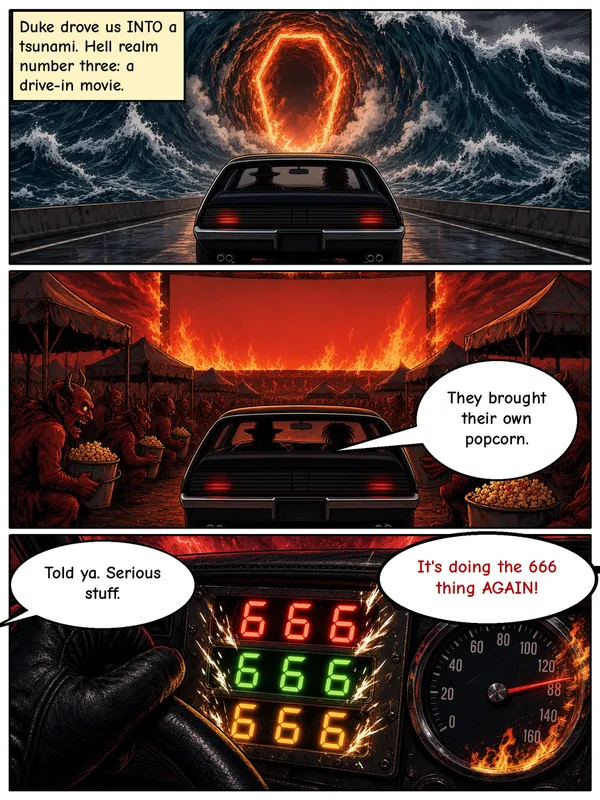 Duke drove us INTO a
tsunami. Hell realm
number three: a
drive-in movie.
They brought
their own
popcorn.
Told ya. Serious
stuff.
It's doing the 666
thing AGAIN!
666
666
666
0
20
40
60
80
100
120
88
140
160